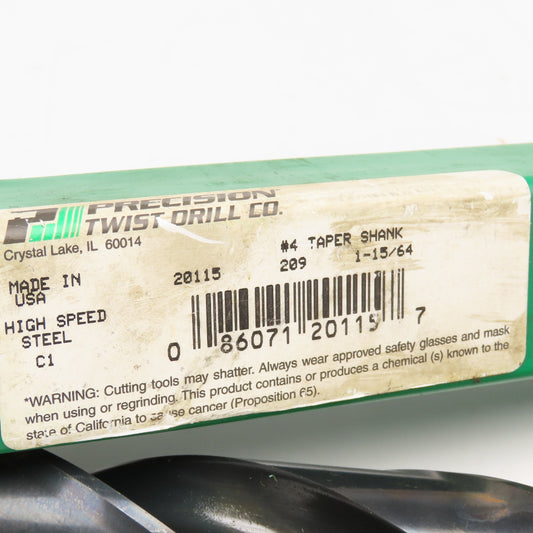 PRECISION
TWIST DRILL CO.
Crystal Lake, IL 60014
#4 TAPER SHANK
20115 209 1-15/64
MADE IN
USA
HIGH SPEED
STEEL
C1
0 86071 20115 7
*WARNING: Cutting tools may shatter. Always wear approved safety glasses and mask
when using or regrinding. This product contains or produces a chemical (s) known to the
state of California to cause cancer (Proposition 65).